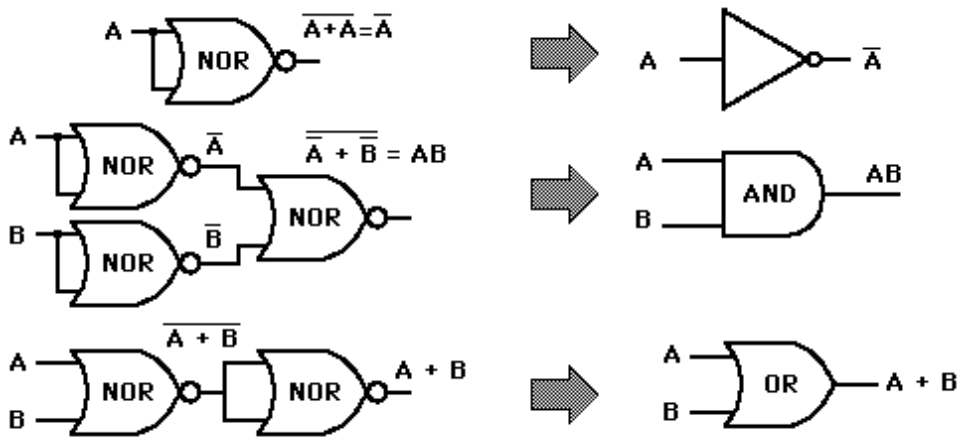 A NOR A̅+̅A̅=A̅ A A̅
A NOR A̅ A̅ ̅+̅ ̅B̅ = AB A AND AB
NOR
B NOR B̅ B
A NOR A̅ ̅+̅ ̅B̅ NOR A + B A OR A + B
B B